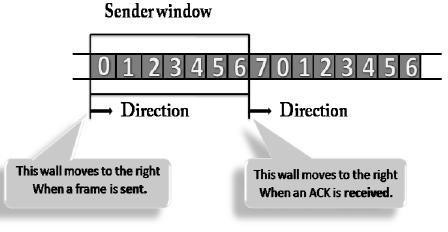 Sender window
0 1 2 3 4 5 6 7 0 1 2 3 4 5 6
Direction
Direction
This wall moves to the right
When a frame is sent.
This wall moves to the right
When an ACK is received.